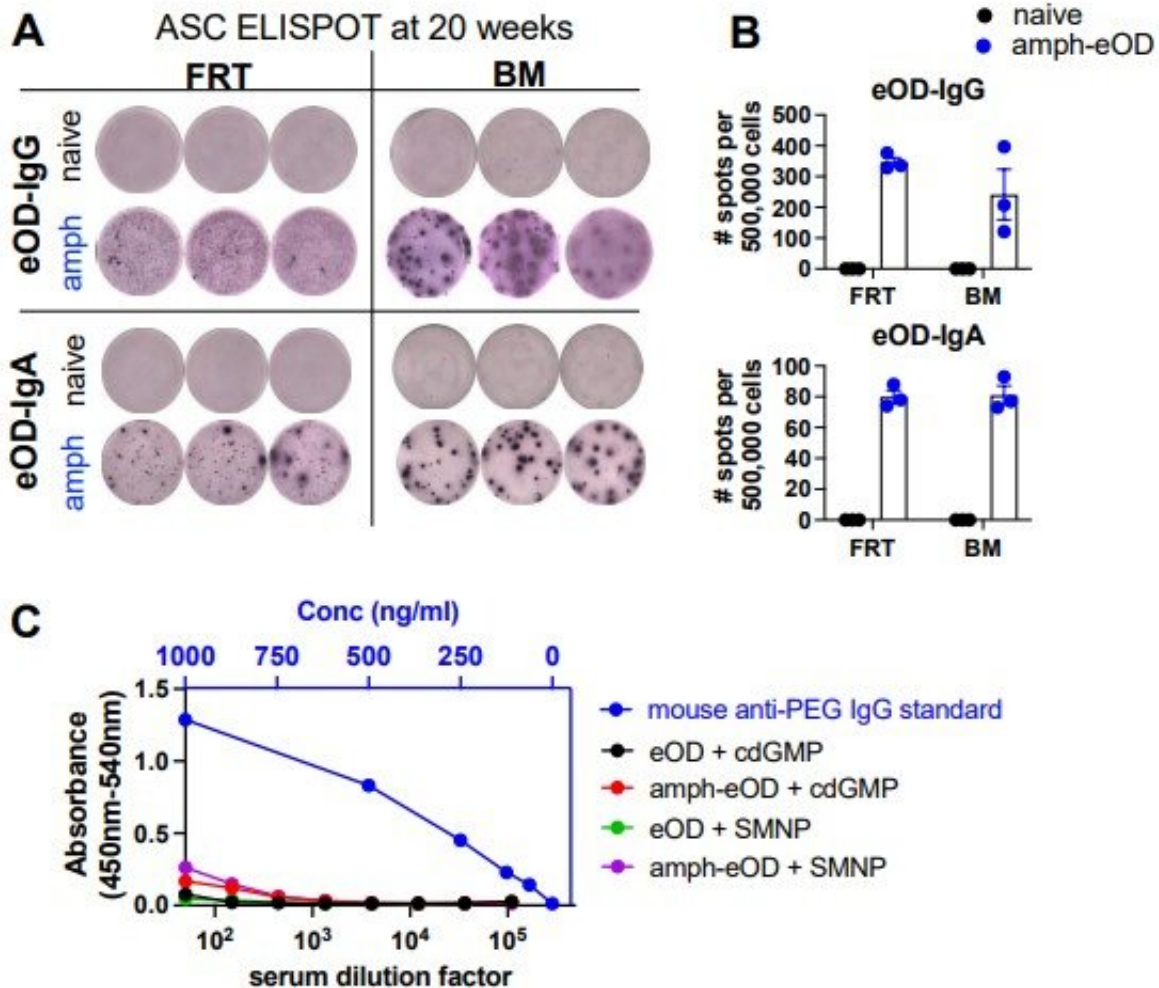 A
ASC ELISPOT at 20 weeks
FRT
BM
eOD-IgG
naive
amph
eOD-IgA
naive
amph
B
naive
amph-eOD
eOD-IgG
# spots per
500,000 cells
500
400
300
200
100
0
FRT
BM
eOD-IgA
# spots per
500,000 cells
100
80
60
40
20
0
FRT
BM
C
Conc (ng/ml)
1000 750 500 250 0
Absorbance
(450nm-540nm)
1.5
1.0
0.5
0.0
10² 10³ 10⁴ 10⁵
serum dilution factor
mouse anti-PEG IgG standard
eOD + cdGMP
amph-eOD + cdGMP
eOD + SMNP
amph-eOD + SMNP